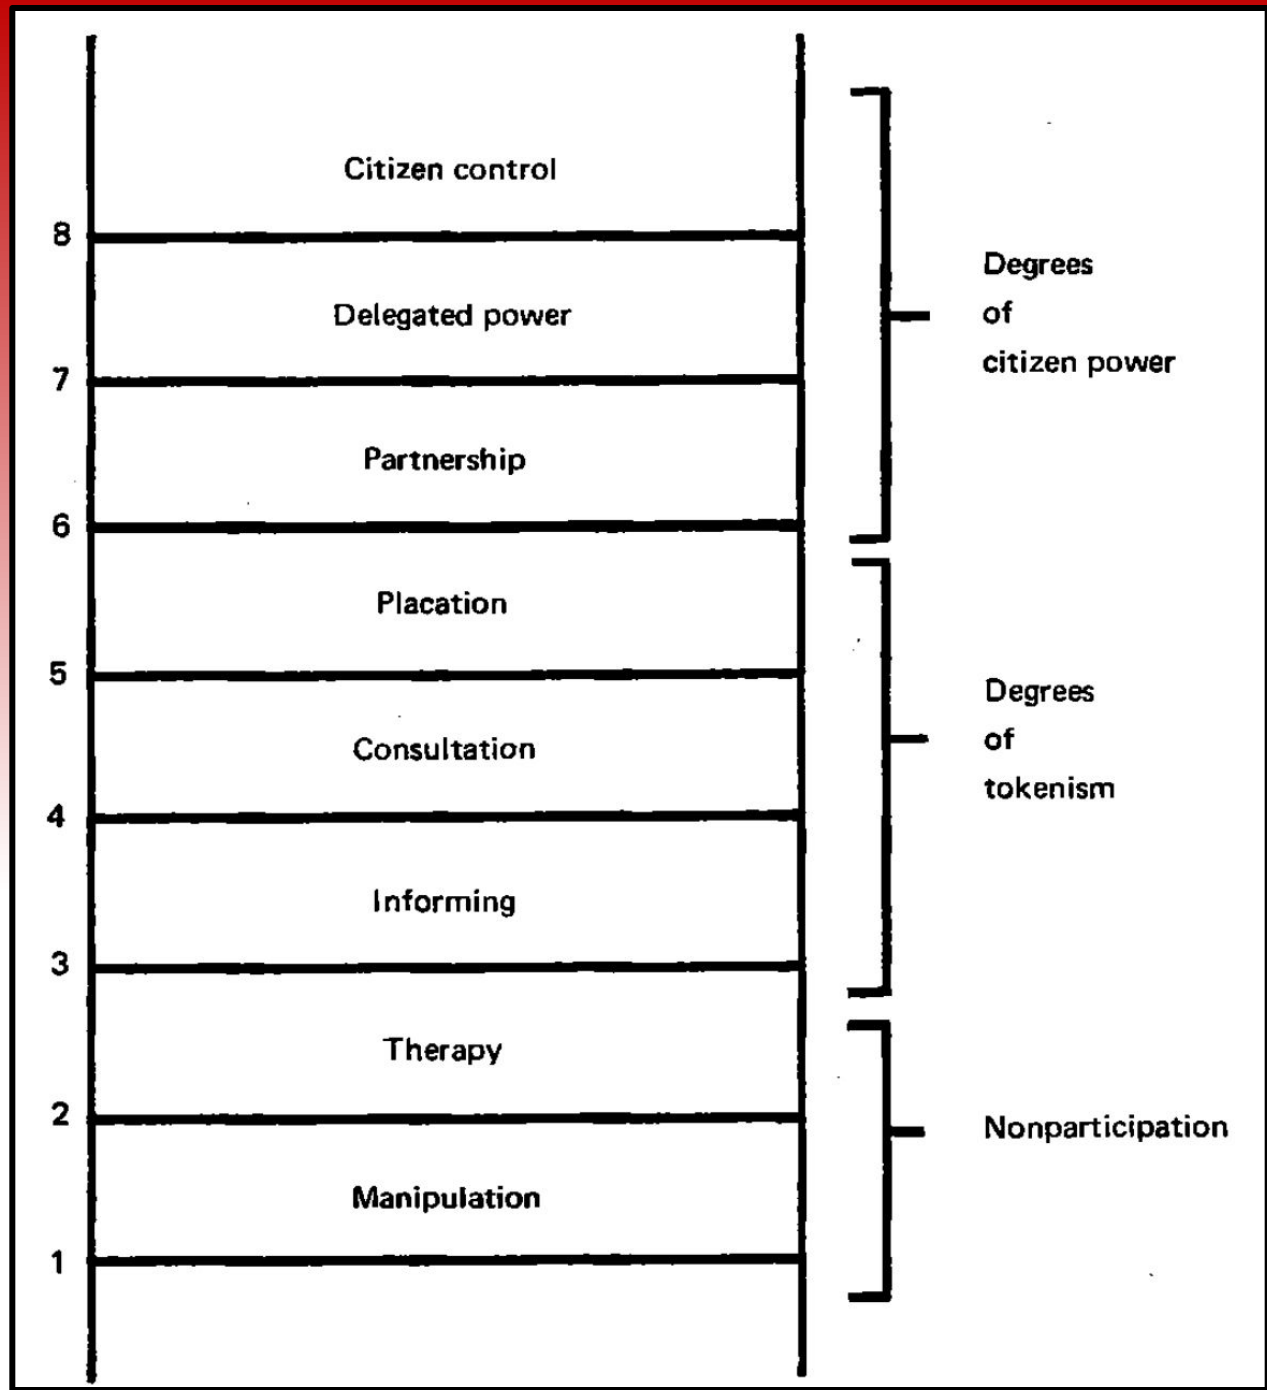 Citizen control
8
Delegated power
7
Partnership
6
Placation
5
Consultation
4
Informing
3
Therapy
2
Manipulation
1
Degrees
of
citizen power
Degrees
of
tokenism
Nonparticipation